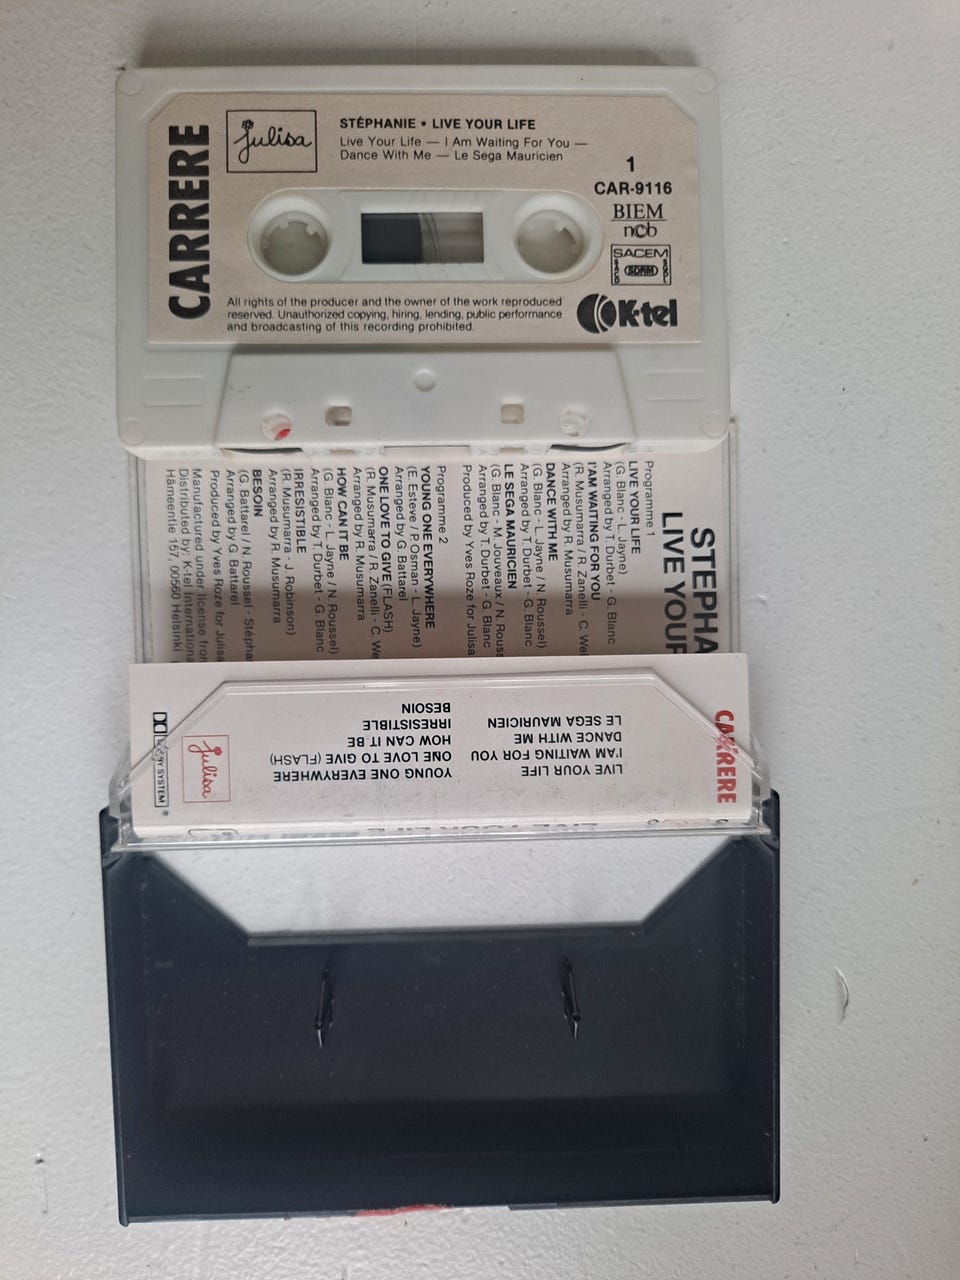 CARRERE
julisa
STÉPHANIE • LIVE YOUR LIFE
Live Your Life — I Am Waiting For You —
Dance With Me — Le Sega Mauricien
1
CAR-9116
BIEM
ncb
SACEM
SDRM
All rights of the producer and the owner of the work reproduced
reserved. Unauthorized copying, hiring, lending, public performance
and broadcasting of this recording prohibited.
K-tel
STEPHA
LIVE YOUR
Programme 1
LIVE YOUR LIFE
(G. Blanc - L. Jayne)
Arranged by T. Durbet - G. Blanc
I'AM WAITING FOR YOU
(R. Musumarra / R. Zanelli - C. We
Arranged by R. Musumarra
DANCE WITH ME
(G. Blanc - L. Jayne / N. Roussel)
Arranged by T. Durbet - G. Blanc
LE SEGA MAURICIEN
(G. Blanc - M. Jouveaux / N. Rouss
Arranged by T. Durbet - G. Blanc
Produced by Yves Roze for Julisa
Programme 2
YOUNG ONE EVERYWHERE
(E. Esteve / P. Osman - L. Jayne)
Arranged by G. Battarel
ONE LOVE TO GIVE (FLASH)
(R. Musumarra / R. Zanelli - C. We
Arranged by R. Musumarra
HOW CAN IT BE
(G. Blanc - L. Jayne / N. Roussel)
Arranged by T. Durbet - G. Blanc
IRRESISTIBLE
(R. Musumarra - J. Robinson)
Arranged by R. Musumarra
BESOIN
(G. Battarel / N. Roussel - Stépha
Arranged by G. Battarel
Produced by Yves Roze for Julisa
Manufactured under license from
Distributed by: K-tel Internationa
Hämeentie 157, 00560 Helsinki
CARRERE
LIVE YOUR LIFE
I'AM WAITING FOR YOU
DANCE WITH ME
LE SEGA MAURICIEN
YOUNG ONE EVERYWHERE
ONE LOVE TO GIVE (FLASH)
HOW CAN IT BE
IRRESISTIBLE
BESOIN
julisa
DOLBY SYSTEM ®
LIVE YOUR LIFE